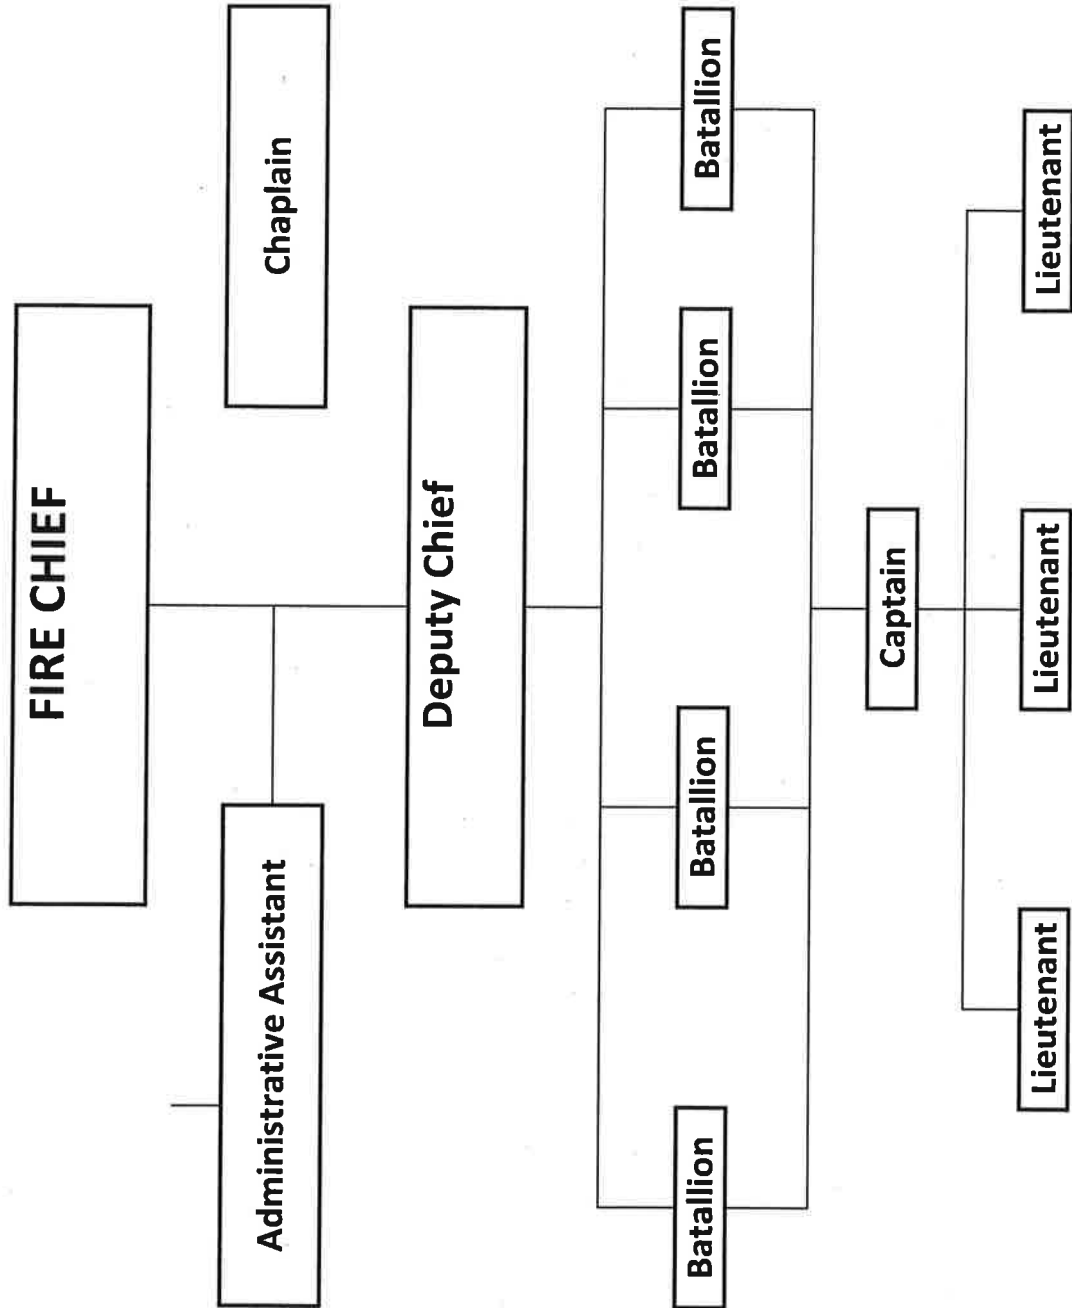 FIRE CHIEF
Administrative Assistant
Chaplain
Deputy Chief
Batallion
Batallion
Batallion
Batallion
Captain
Lieutenant
Lieutenant
Lieutenant